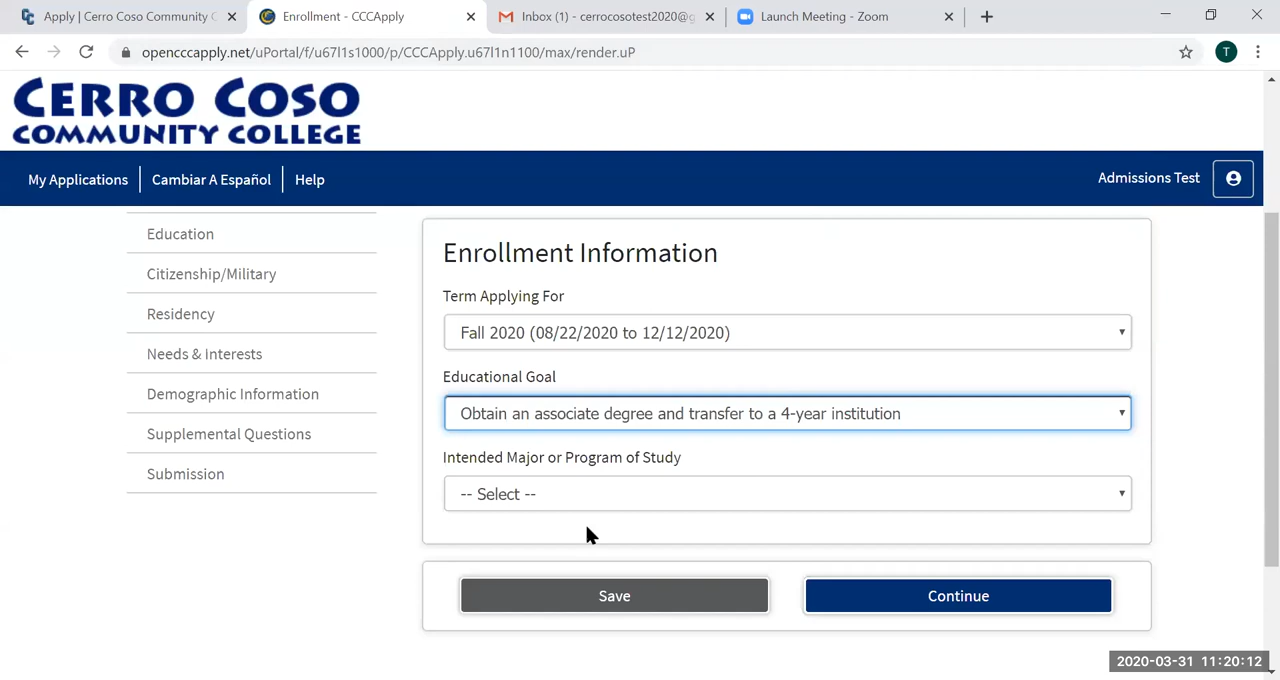 Apply | Cerro Coso Community C
Enrollment - CCCApply
Inbox (1) - cerrocosotest2020@g
Launch Meeting - Zoom
opencccapply.net/uPortal/f/u67l1s1000/p/CCCApply.u67l1n1100/max/render.uP
T
CERRO COSO
COMMUNITY COLLEGE
My Applications
Cambiar A Español
Help
Admissions Test
Education
Citizenship/Military
Residency
Needs & Interests
Demographic Information
Supplemental Questions
Submission
Enrollment Information
Term Applying For
Fall 2020 (08/22/2020 to 12/12/2020)
Educational Goal
Obtain an associate degree and transfer to a 4-year institution
Intended Major or Program of Study
-- Select --
Save
Continue
2020-03-31 11:20:12